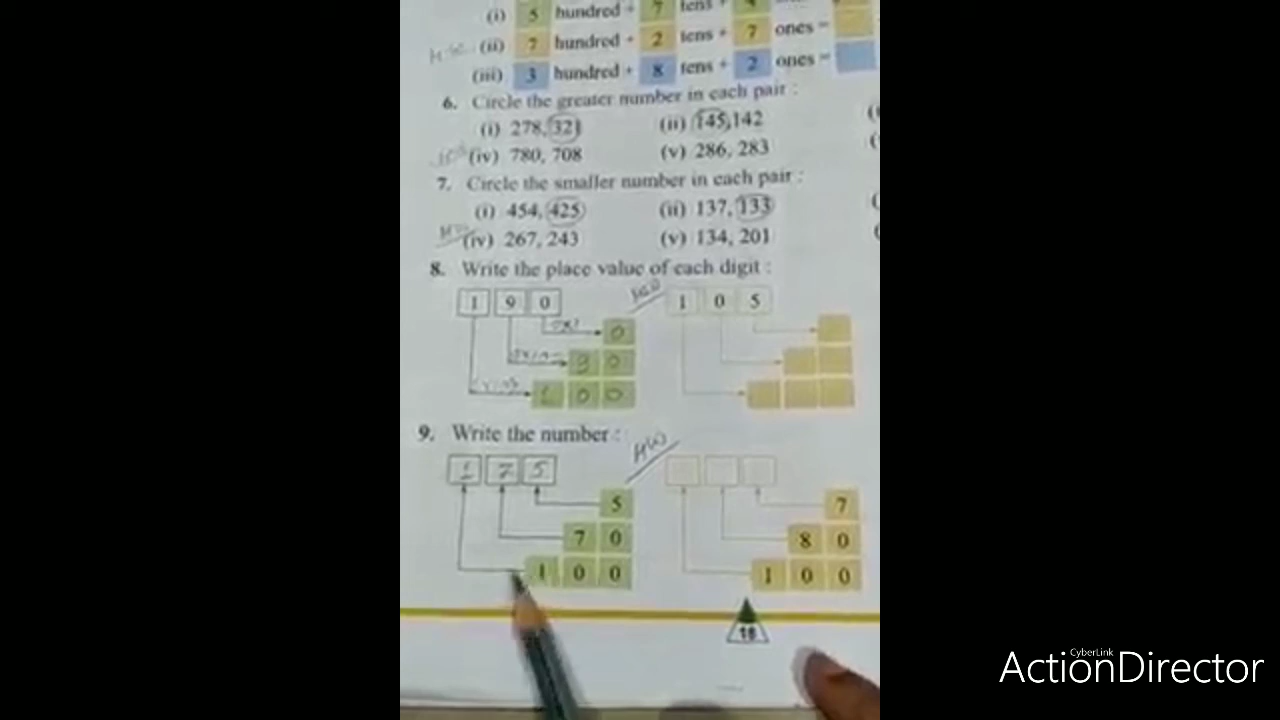 (i) 5 hundred + 7 tens +
(ii) 7 hundred + 2 tens + 7 ones =
(iii) 3 hundred + 8 tens + 2 ones =
6. Circle the greater number in each pair :
(i) 278, 321 (ii) 145, 142
(iv) 780, 708 (v) 286, 283
7. Circle the smaller number in each pair :
(i) 454, 425 (ii) 137, 133
HW (iv) 267, 243 (v) 134, 201
8. Write the place value of each digit :
1 9 0 HW 1 0 5
0
9 0
1 0 0
9. Write the number :
HW
1 7 5
5 7
7 0 8 0
1 0 0 1 0 0
16
CyberLink
ActionDirector